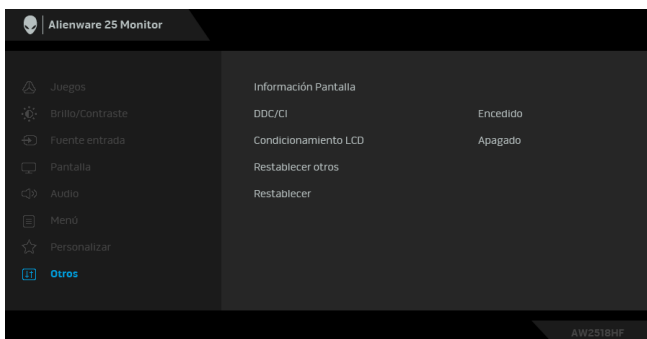 Alienware 25 Monitor
Juegos
Información Pantalla
Brillo/Contraste
DDC/CI Encedido
Fuente entrada
Condicionamiento LCD Apagado
Pantalla
Restablecer otros
Audio
Restablecer
Menú
Personalizar
Otros
AW2518HF